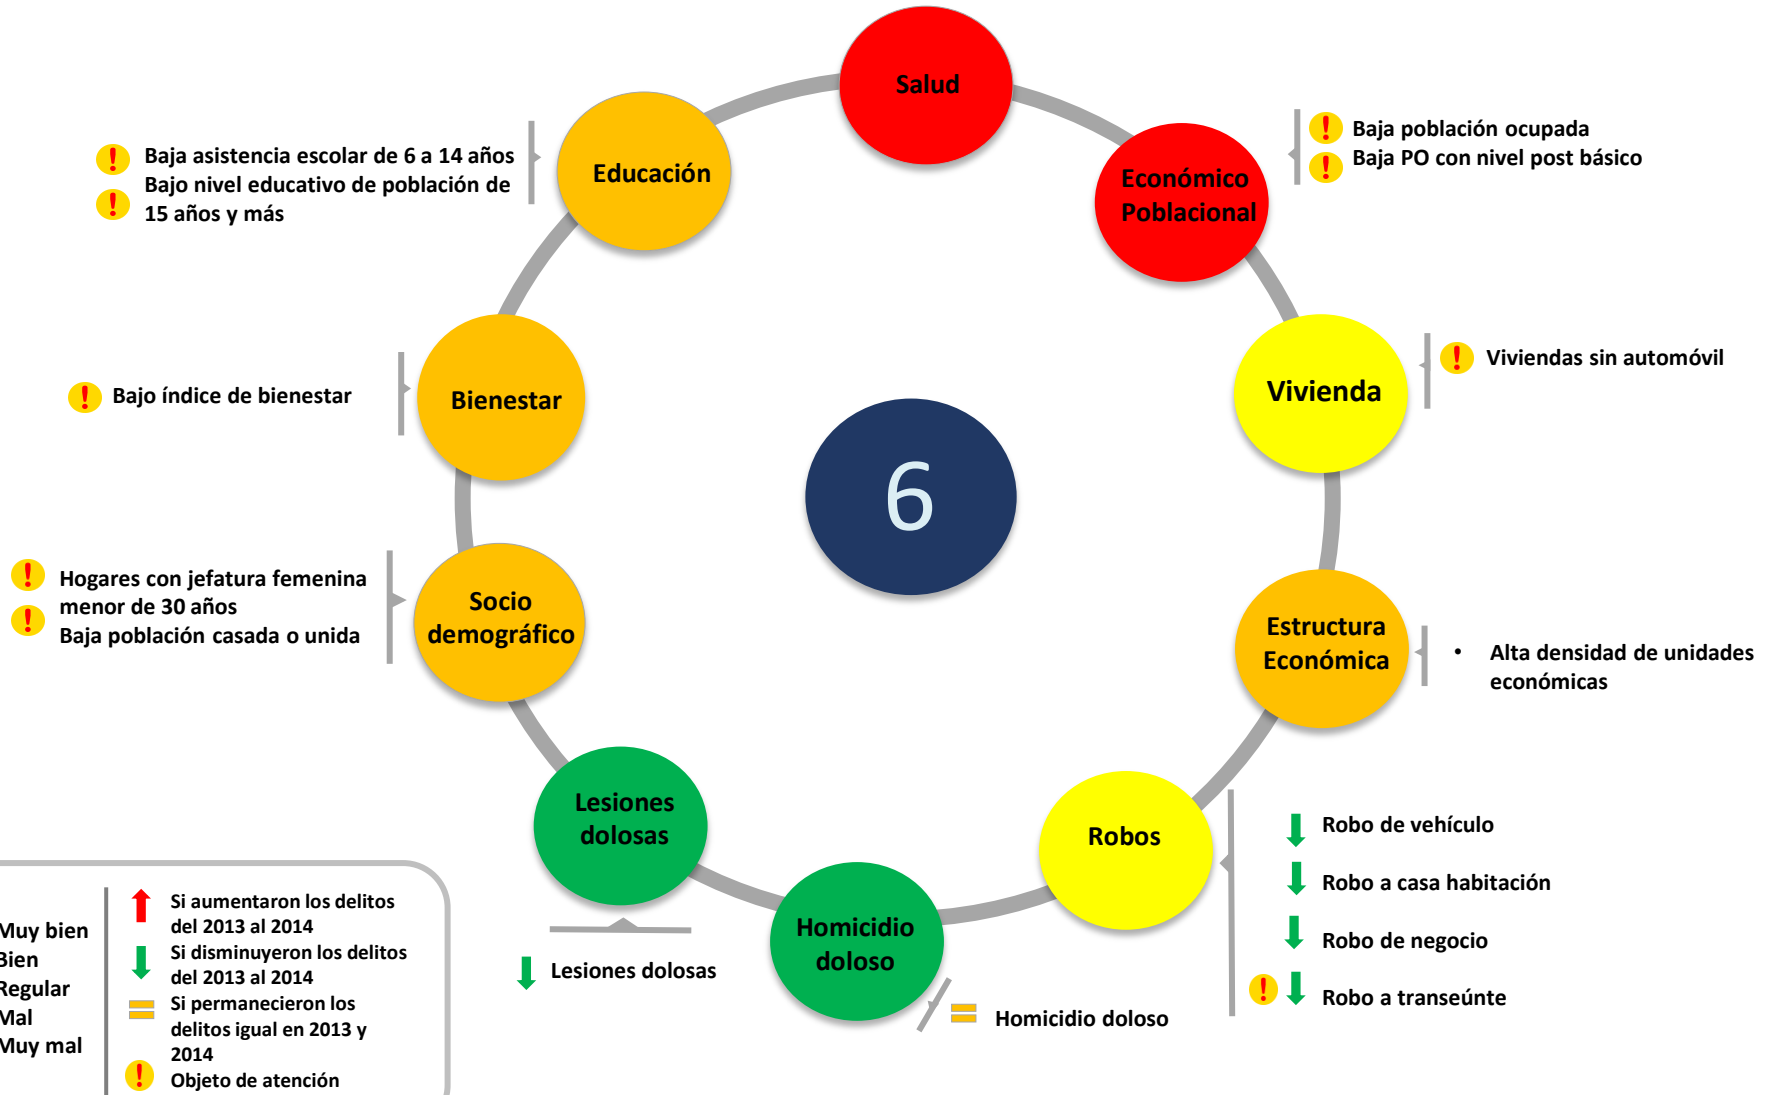 Salud
Económico
Poblacional
Baja población ocupada
Baja PO con nivel post básico
Educación
Baja asistencia escolar de 6 a 14 años
Bajo nivel educativo de población de
15 años y más
Vivienda
Viviendas sin automóvil
Bienestar
Bajo índice de bienestar
6
Socio
demográfico
Hogares con jefatura femenina
menor de 30 años
Baja población casada o unida
Estructura
Económica
• Alta densidad de unidades
económicas
Lesiones
dolosas
Lesiones dolosas
Homicidio
doloso
Homicidio doloso
Robos
Robo de vehículo
Robo a casa habitación
Robo de negocio
Robo a transeúnte
Muy bien
Bien
Regular
Mal
Muy mal
Si aumentaron los delitos
del 2013 al 2014
Si disminuyeron los delitos
del 2013 al 2014
Si permanecieron los
delitos igual en 2013 y
2014
Objeto de atención